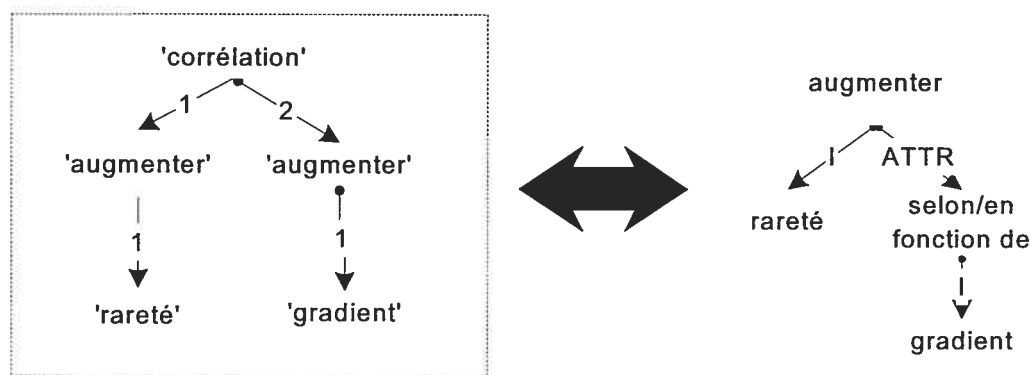 'corrélation'
1
2
'augmenter'
'augmenter'
1
1
'rareté'
'gradient'
augmenter
I
ATTR
rareté
selon/en
fonction de
I
gradient